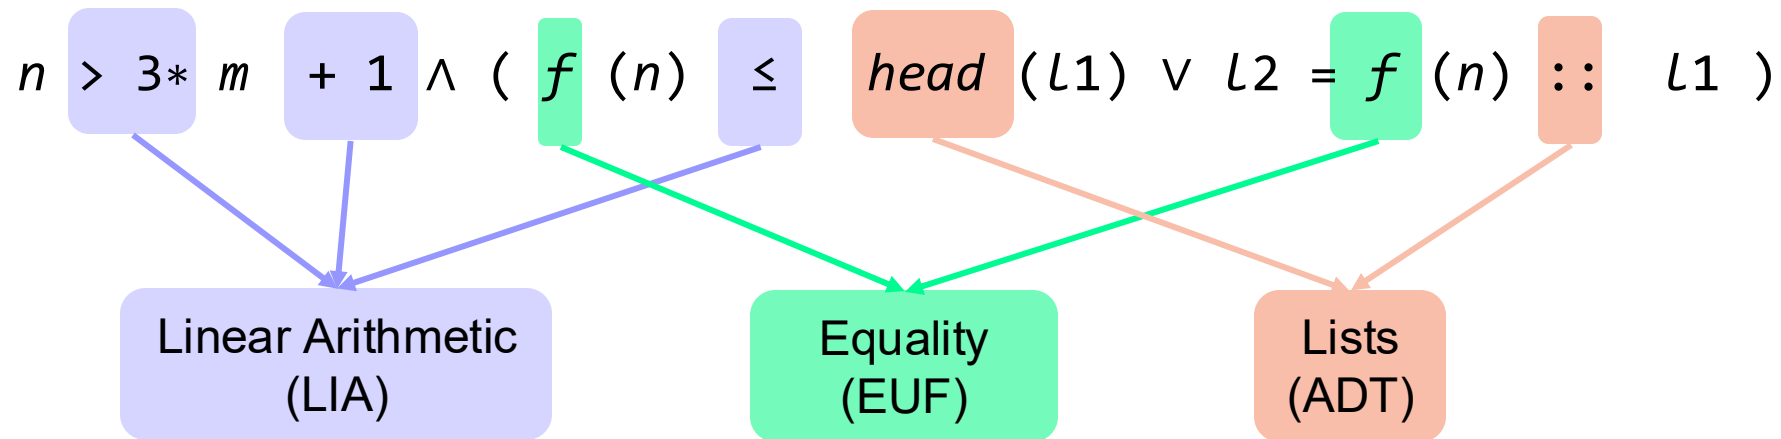 n > 3* m + 1 ∧ ( f (n) ≤ head (l1) ∨ l2 = f (n) :: l1 )
Linear Arithmetic
(LIA)
Equality
(EUF)
Lists
(ADT)